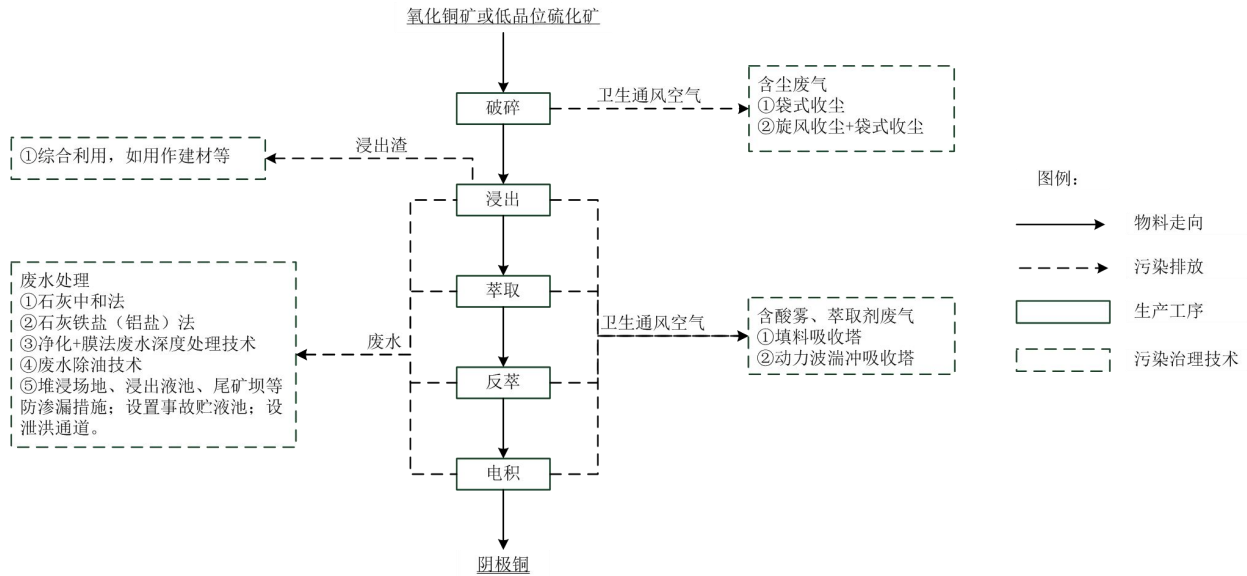 氧化铜矿或低品位硫化矿
破碎
卫生通风空气
含尘废气
①袋式收尘
②旋风收尘+袋式收尘
①综合利用，如用作建材等
浸出渣
浸出
图例：
物料走向
污染排放
生产工序
污染治理技术
废水处理
①石灰中和法
②石灰铁盐（铝盐）法
③净化+膜法废水深度处理技术
④废水除油技术
⑤堆浸场地、浸出液池、尾矿坝等
防渗漏措施；设置事故贮液池；设
泄洪通道。
废水
萃取
卫生通风空气
含酸雾、萃取剂废气
①填料吸收塔
②动力波湍冲吸收塔
反萃
电积
阴极铜